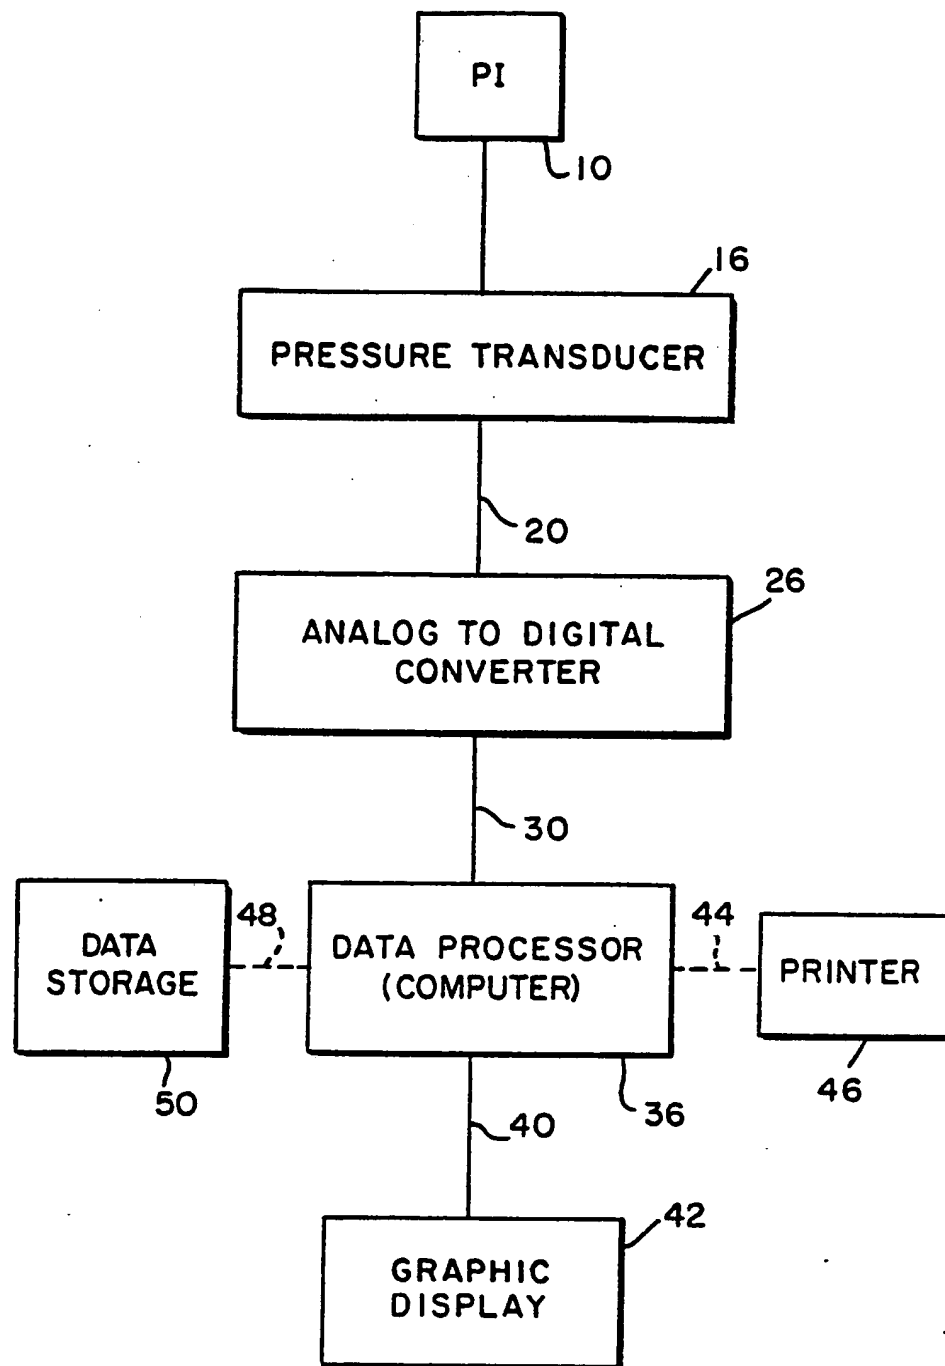 PI
10
16
PRESSURE TRANSDUCER
20
26
ANALOG TO DIGITAL
CONVERTER
30
48
44
DATA
STORAGE
DATA PROCESSOR
(COMPUTER)
PRINTER
50
36
46
40
42
GRAPHIC
DISPLAY